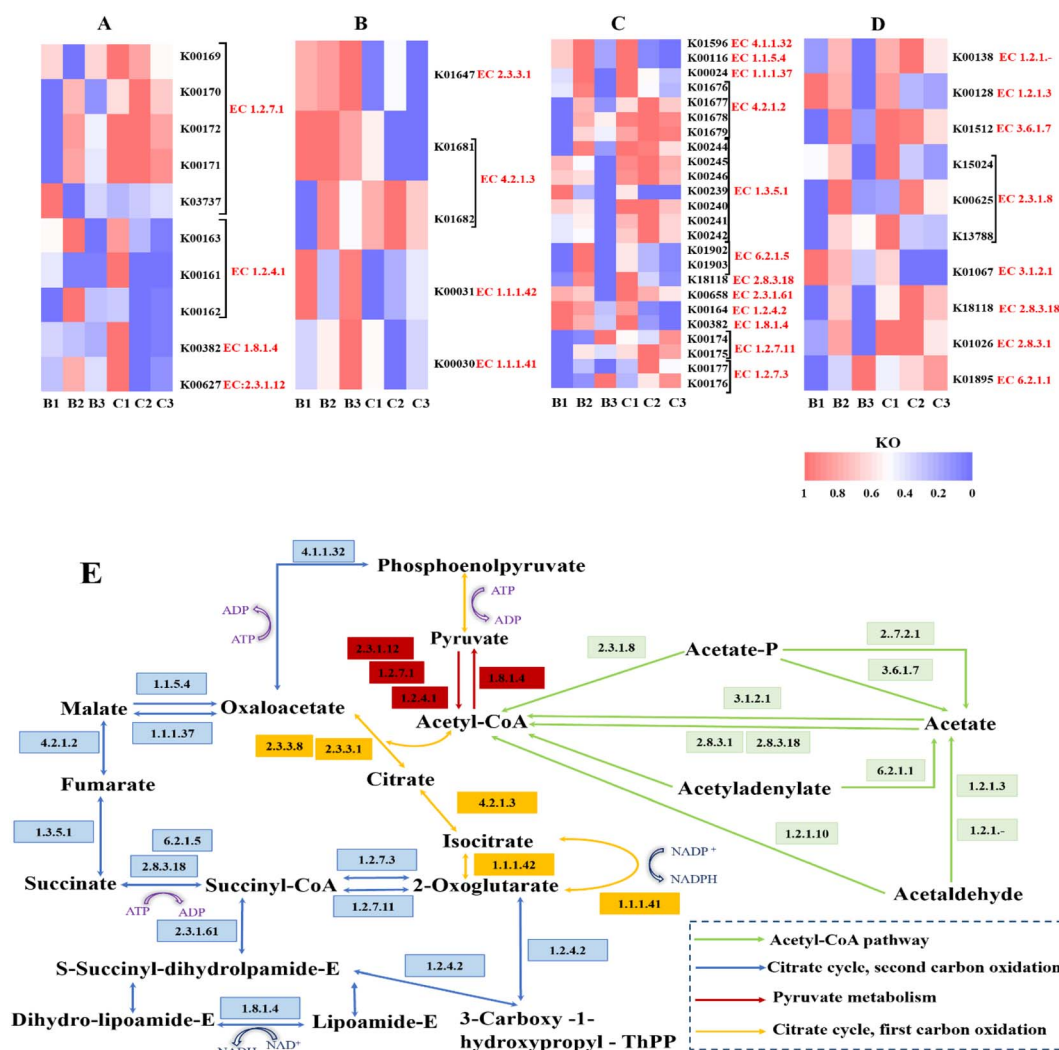 A
B
C
D
K00169
K00170
K00172
K00171
K03737
K00163
K00161
K00162
K00382 EC 1.8.1.4
K00627 EC:2.3.1.12
EC 1.2.7.1
EC 1.2.4.1
B1 B2 B3 C1 C2 C3
K01647 EC 2.3.3.1
K01681
K01682
EC 4.2.1.3
K00031 EC 1.1.1.42
K00030 EC 1.1.1.41
B1 B2 B3 C1 C2 C3
K01596 EC 4.1.1.32
K00116 EC 1.1.5.4
K00024 EC 1.1.1.37
K01676
K01677
K01678
K01679
EC 4.2.1.2
K00244
K00245
K00246
K00239
K00240
K00241
K00242
EC 1.3.5.1
K01902
K01903
EC 6.2.1.5
K18118 EC 2.8.3.18
K00658 EC 2.3.1.61
K00164 EC 1.2.4.2
K00382 EC 1.8.1.4
K00174
K00175
EC 1.2.7.11
K00177
K00176
EC 1.2.7.3
B1 B2 B3 C1 C2 C3
K00138 EC 1.2.1.-
K00128 EC 1.2.1.3
K01512 EC 3.6.1.7
K15024
K00625
K13788
EC 2.3.1.8
K01067 EC 3.1.2.1
K18118 EC 2.8.3.18
K01026 EC 2.8.3.1
K01895 EC 6.2.1.1
B1 B2 B3 C1 C2 C3
KO
1 0.8 0.6 0.4 0.2 0
E
4.1.1.32
Phosphoenolpyruvate
ADP
ATP
ATP
ADP
Pyruvate
2.3.1.12
1.2.7.1
1.2.4.1
1.8.1.4
2.3.1.8
Acetate-P
2..7.2.1
3.6.1.7
1.1.5.4
Malate
Oxaloacetate
1.1.1.37
Acetyl-CoA
3.1.2.1
Acetate
2.8.3.1
2.8.3.18
4.2.1.2
2.3.3.8
2.3.3.1
Citrate
Fumarate
Acetyladenylate
6.2.1.1
1.2.1.3
4.2.1.3
1.2.1.10
1.2.1.-
1.3.5.1
6.2.1.5
2.8.3.18
Isocitrate
1.2.7.3
1.1.1.42
NADP+
NADPH
Succinate
Succinyl-CoA
2-Oxoglutarate
1.2.7.11
1.1.1.41
Acetaldehyde
ATP
ADP
2.3.1.61
1.2.4.2
1.2.4.2
S-Succinyl-dihydrolpamide-E
1.8.1.4
Dihydro-lipoamide-E
Lipoamide-E
3-Carboxy -1-
hydroxypropyl - ThPP
NADH
NAD+
Acetyl-CoA pathway
Citrate cycle, second carbon oxidation
Pyruvate metabolism
Citrate cycle, first carbon oxidation